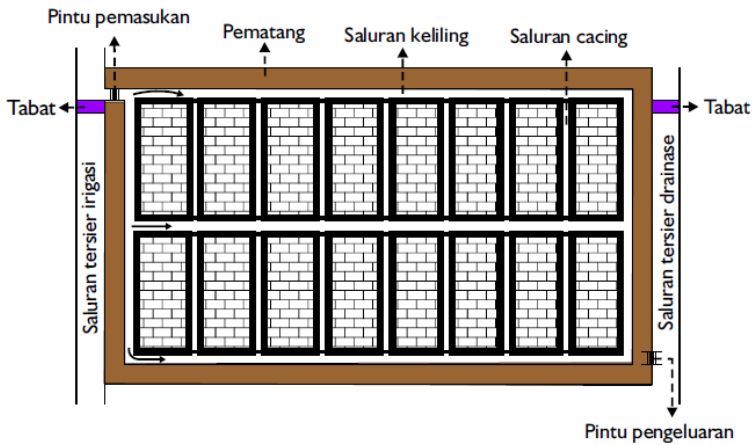 Pintu pemasukan
Pematang
Saluran keliling
Saluran cacing
Tabat
Tabat
Saluran tersier irigasi
Saluran tersier drainase
Pintu pengeluaran